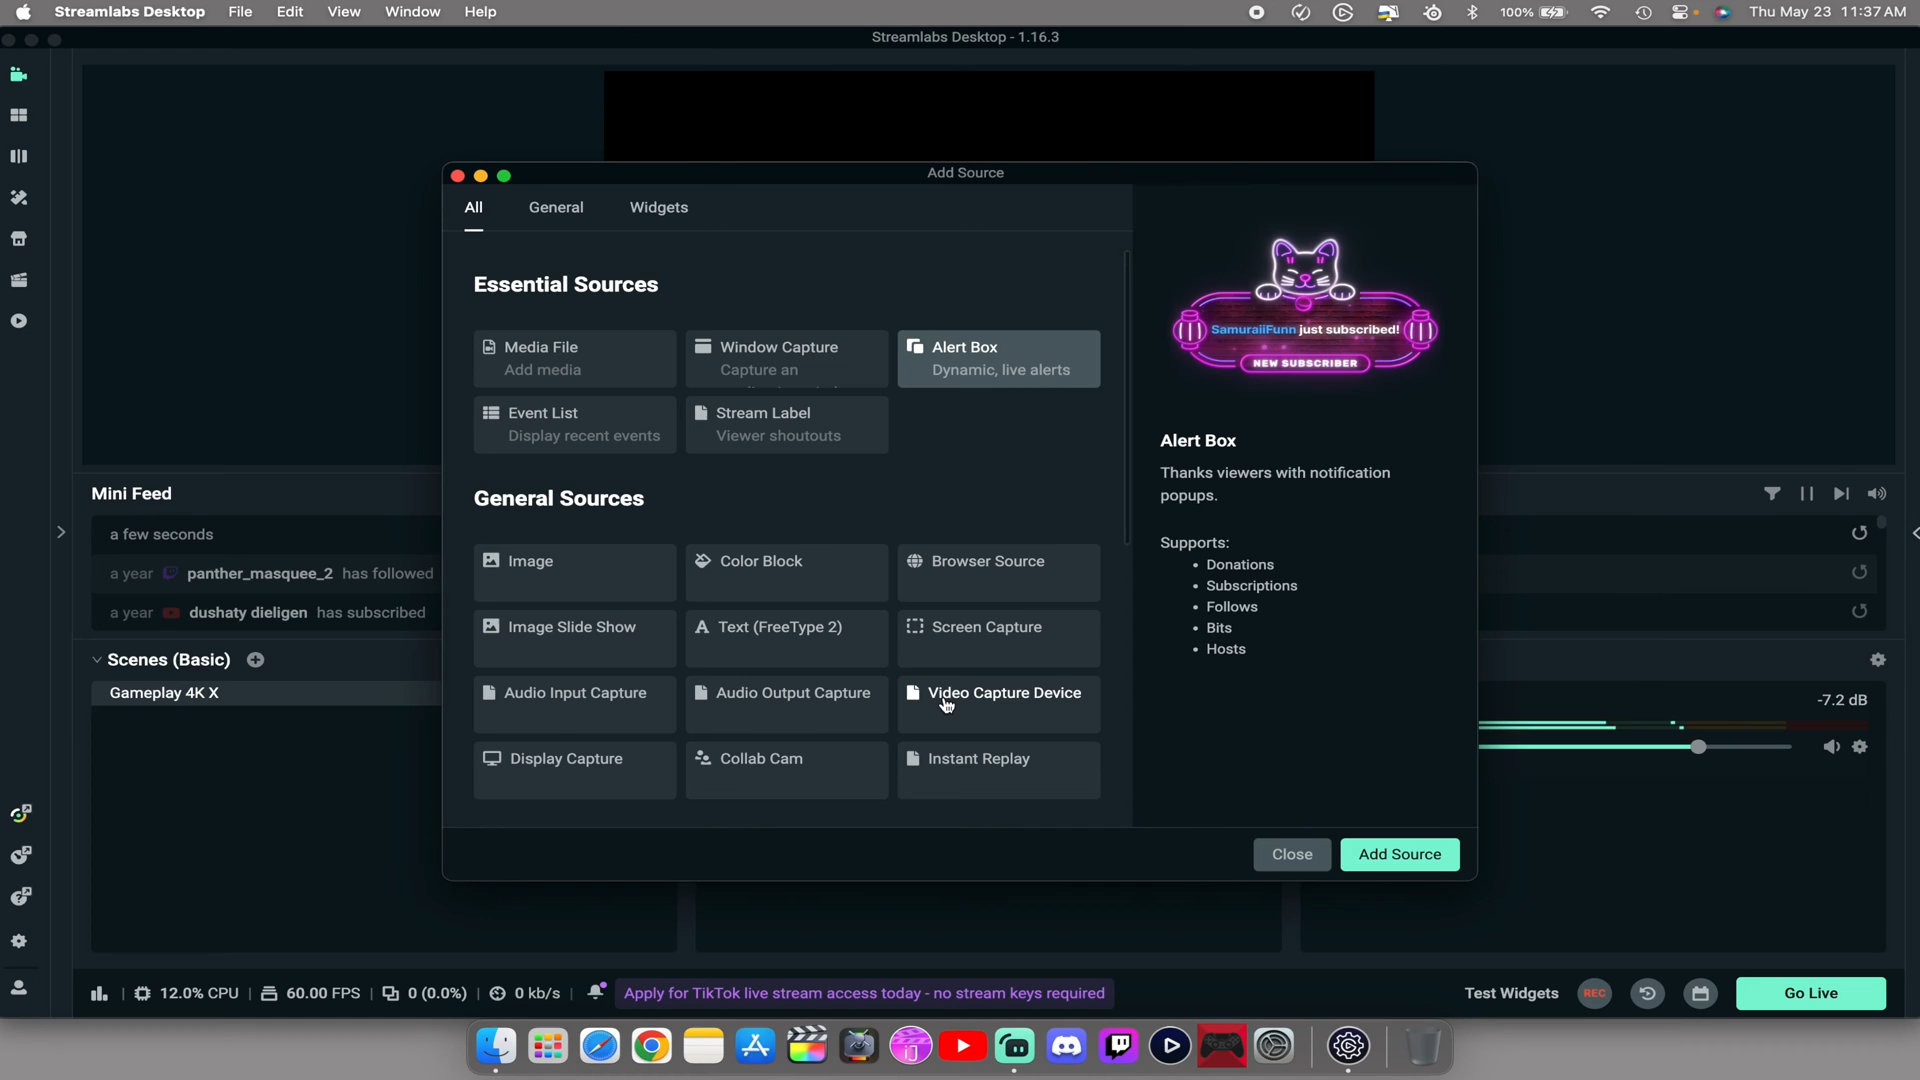 Streamlabs Desktop File Edit View Window Help 100% Thu May 23 11:37 AM
Streamlabs Desktop - 1.16.3
Add Source
All General Widgets
Essential Sources
Media File Window Capture Alert Box
Add media Capture an Dynamic, live alerts
Event List Stream Label
Display recent events Viewer shoutouts
General Sources
Image Color Block Browser Source
Image Slide Show Text (FreeType 2) Screen Capture
Audio Input Capture Audio Output Capture Video Capture Device
Display Capture Collab Cam Instant Replay
SamuraiiFunn just subscribed!
NEW SUBSCRIBER
Alert Box
Thanks viewers with notification
popups.
Supports:
• Donations
• Subscriptions
• Follows
• Bits
• Hosts
Close Add Source
Mini Feed
a few seconds
a year panther_masquee_2 has followed
a year dushaty dieligen has subscribed
Scenes (Basic)
Gameplay 4K X
-7.2 dB
12.0% CPU 60.00 FPS 0 (0.0%) 0 kb/s Apply for TikTok live stream access today - no stream keys required Test Widgets REC Go Live